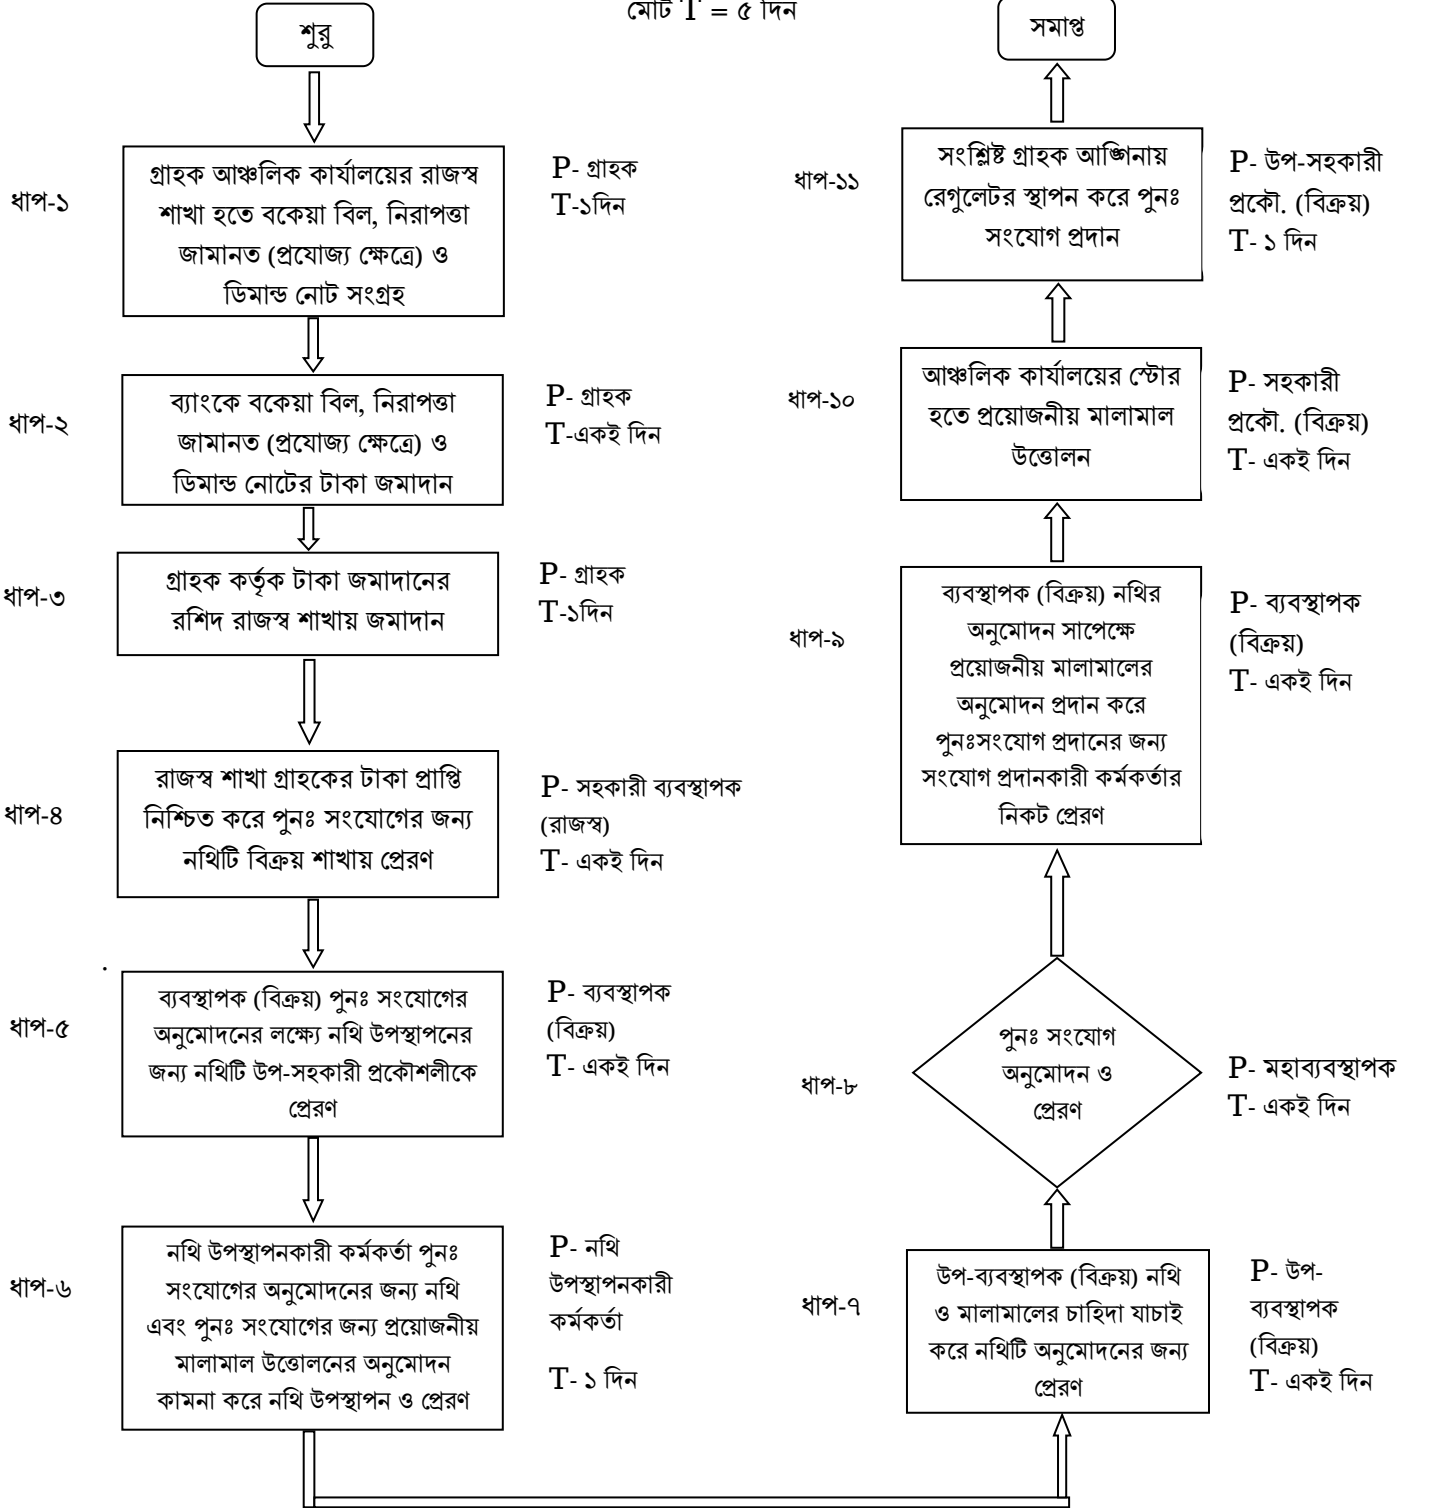 মোট T = ৫ দিন
শুরু
ধাপ-১
গ্রাহক আঞ্চলিক কার্যালয়ের রাজস্ব
শাখা হতে বকেয়া বিল, নিরাপত্তা
জামানত (প্রযোজ্য ক্ষেত্রে) ও
ডিমান্ড নোট সংগ্রহ
P- গ্রাহক
T-১দিন
ধাপ-২
ব্যাংকে বকেয়া বিল, নিরাপত্তা
জামানত (প্রযোজ্য ক্ষেত্রে) ও
ডিমান্ড নোটের টাকা জমাদান
P- গ্রাহক
T-একই দিন
ধাপ-৩
গ্রাহক কর্তৃক টাকা জমাদানের
রশিদ রাজস্ব শাখায় জমাদান
P- গ্রাহক
T-১দিন
ধাপ-৪
রাজস্ব শাখা গ্রাহকের টাকা প্রাপ্তি
নিশ্চিত করে পুনঃ সংযোগের জন্য
নথিটি বিক্রয় শাখায় প্রেরণ
P- সহকারী ব্যবস্থাপক
(রাজস্ব)
T- একই দিন
ধাপ-৫
ব্যবস্থাপক (বিক্রয়) পুনঃ সংযোগের
অনুমোদনের লক্ষ্যে নথি উপস্থাপনের
জন্য নথিটি উপ-সহকারী প্রকৌশলীকে
প্রেরণ
P- ব্যবস্থাপক
(বিক্রয়)
T- একই দিন
ধাপ-৬
নথি উপস্থাপনকারী কর্মকর্তা পুনঃ
সংযোগের অনুমোদনের জন্য নথি
এবং পুনঃ সংযোগের জন্য প্রয়োজনীয়
মালামাল উত্তোলনের অনুমোদন
কামনা করে নথি উপস্থাপন ও প্রেরণ
P- নথি
উপস্থাপনকারী
কর্মকর্তা
T- ১ দিন
ধাপ-৭
উপ-ব্যবস্থাপক (বিক্রয়) নথি
ও মালামালের চাহিদা যাচাই
করে নথিটি অনুমোদনের জন্য
প্রেরণ
P- উপ-
ব্যবস্থাপক
(বিক্রয়)
T- একই দিন
ধাপ-৮
পুনঃ সংযোগ
অনুমোদন ও
প্রেরণ
P- মহাব্যবস্থাপক
T- একই দিন
ধাপ-৯
ব্যবস্থাপক (বিক্রয়) নথির
অনুমোদন সাপেক্ষে
প্রয়োজনীয় মালামালের
অনুমোদন প্রদান করে
পুনঃসংযোগ প্রদানের জন্য
সংযোগ প্রদানকারী কর্মকর্তার
নিকট প্রেরণ
P- ব্যবস্থাপক
(বিক্রয়)
T- একই দিন
ধাপ-১০
আঞ্চলিক কার্যালয়ের স্টোর
হতে প্রয়োজনীয় মালামাল
উত্তোলন
P- সহকারী
প্রকৌ. (বিক্রয়)
T- একই দিন
ধাপ-১১
সংশ্লিষ্ট গ্রাহক আঙ্গিনায়
রেগুলেটর স্থাপন করে পুনঃ
সংযোগ প্রদান
P- উপ-সহকারী
প্রকৌ. (বিক্রয়)
T- ১ দিন
সমাপ্ত